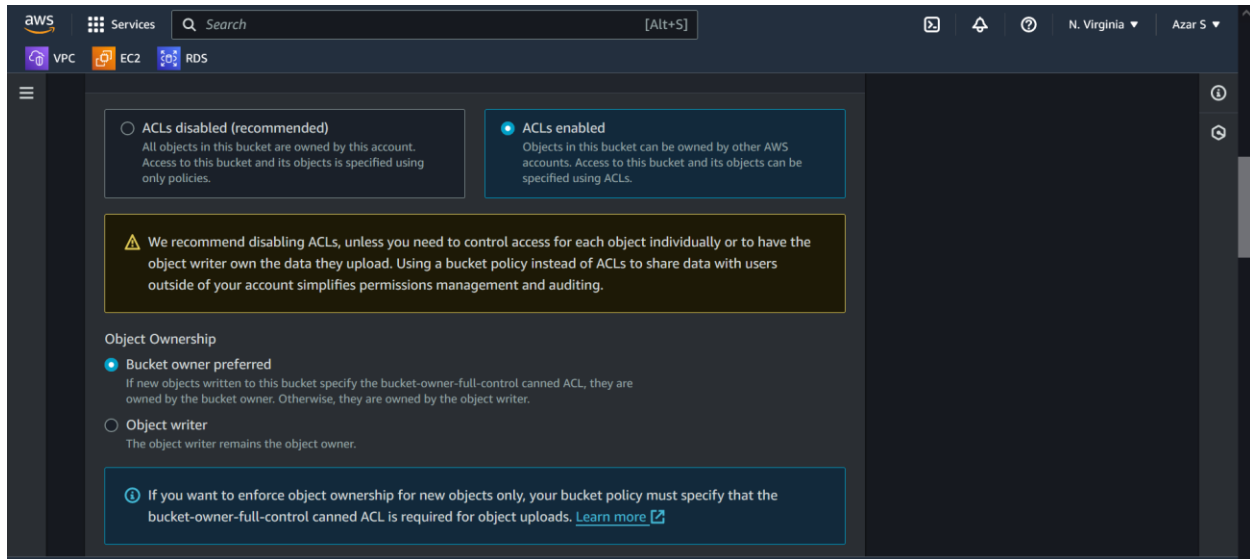 aws
Services
Search
[Alt+S]
N. Virginia ▼
Azar S ▼
VPC
EC2
RDS
ACLs disabled (recommended)
All objects in this bucket are owned by this account.
Access to this bucket and its objects is specified using
only policies.
ACLs enabled
Objects in this bucket can be owned by other AWS
accounts. Access to this bucket and its objects can be
specified using ACLs.
We recommend disabling ACLs, unless you need to control access for each object individually or to have the
object writer own the data they upload. Using a bucket policy instead of ACLs to share data with users
outside of your account simplifies permissions management and auditing.
Object Ownership
Bucket owner preferred
If new objects written to this bucket specify the bucket-owner-full-control canned ACL, they are
owned by the bucket owner. Otherwise, they are owned by the object writer.
Object writer
The object writer remains the object owner.
If you want to enforce object ownership for new objects only, your bucket policy must specify that the
bucket-owner-full-control canned ACL is required for object uploads. Learn more